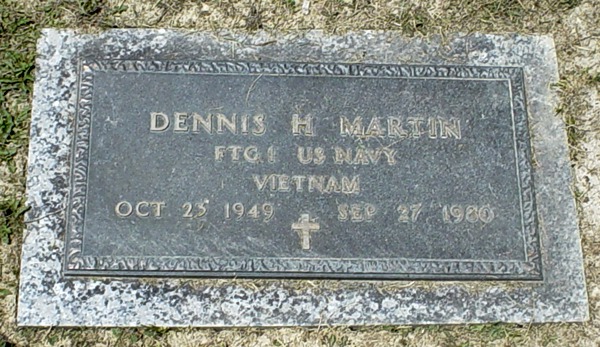 DENNIS H MARTIN
FTG1 US NAVY
VIETNAM
OCT 25 1949 SEP 27 1980